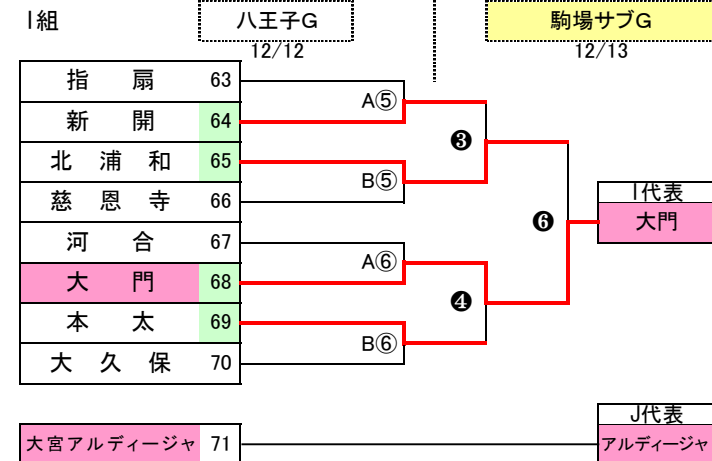 I組
八王子G
駒場サブG
12/12
12/13
指扇 63
A⑤
新開 64
❸
北浦和 65
B⑤
慈恩寺 66
I代表
❻
大門
河合 67
A⑥
大門 68
❹
本太 69
B⑥
大久保 70
J代表
大宮アルディージャ 71
アルディージャ